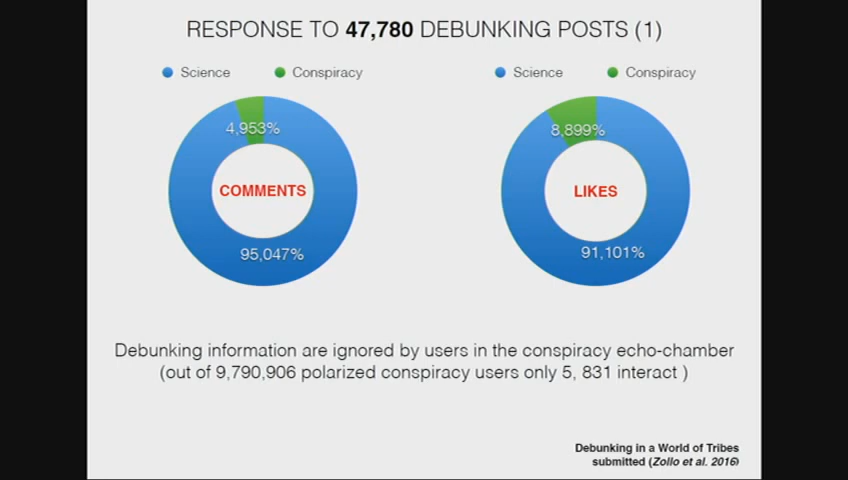 RESPONSE TO 47,780 DEBUNKING POSTS (1)
Science Conspiracy
Science Conspiracy
4,953%
COMMENTS
95,047%
8,899%
LIKES
91,101%
Debunking information are ignored by users in the conspiracy echo-chamber
(out of 9,790,906 polarized conspiracy users only 5, 831 interact )
Debunking in a World of Tribes
submitted (Zollo et al. 2016)